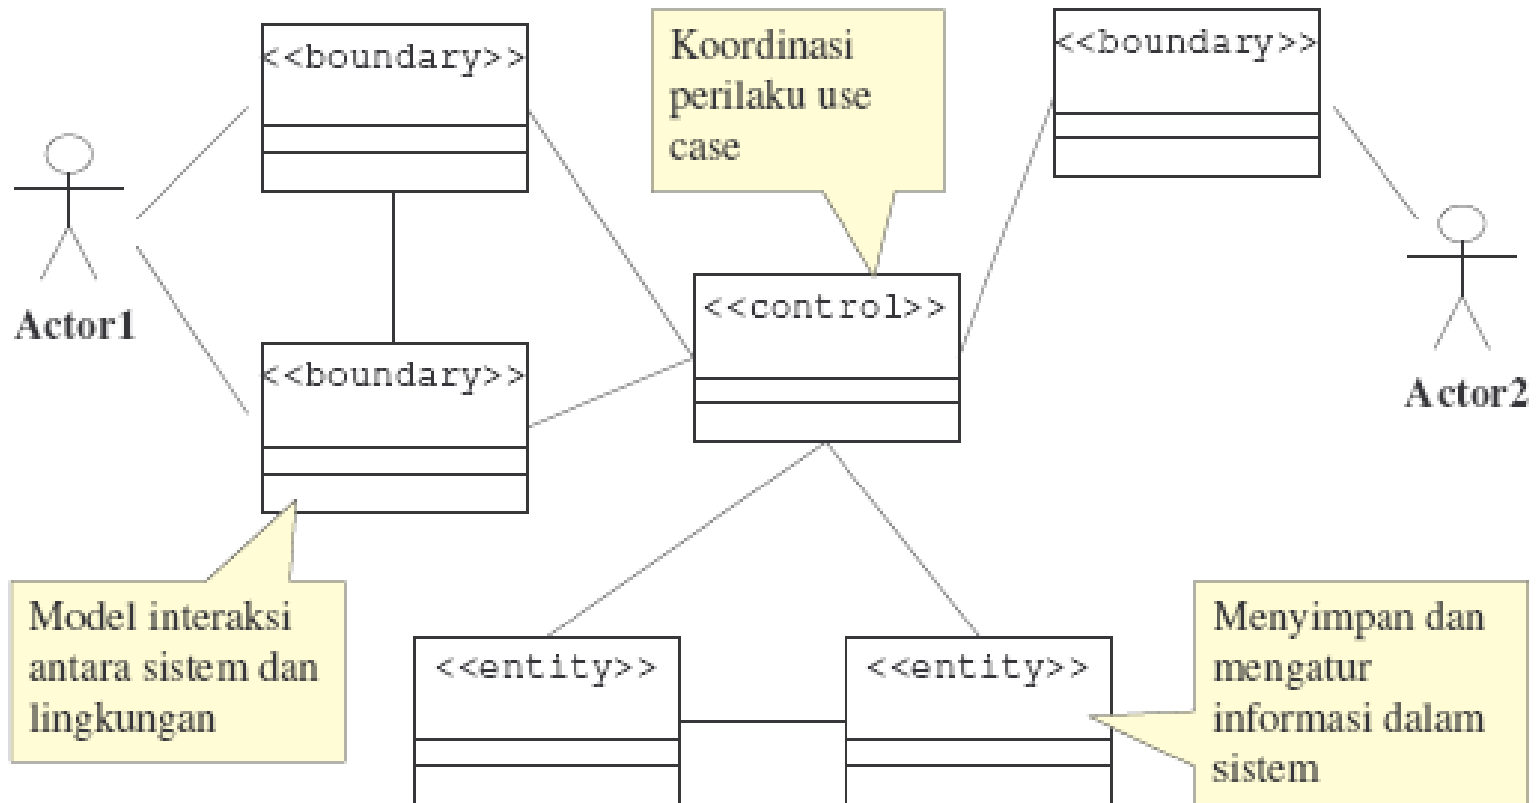 <<boundary>>
Koordinasi
perilaku use
case
<<boundary>>
Actor1
<<control>>
<<boundary>>
Actor2
Model interaksi
antara sistem dan
lingkungan
<<entity>>
<<entity>>
Menyimpan dan
mengatur
informasi dalam
sistem